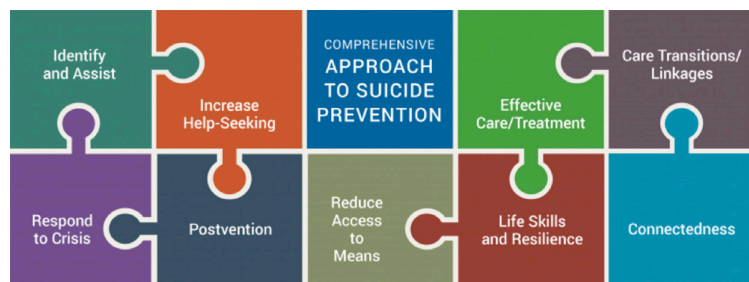 Identify
and Assist
Increase
Help-Seeking
COMPREHENSIVE
APPROACH
TO SUICIDE
PREVENTION
Effective
Care/Treatment
Care Transitions/
Linkages
Respond
to Crisis
Postvention
Reduce
Access
to
Means
Life Skills
and Resilience
Connectedness